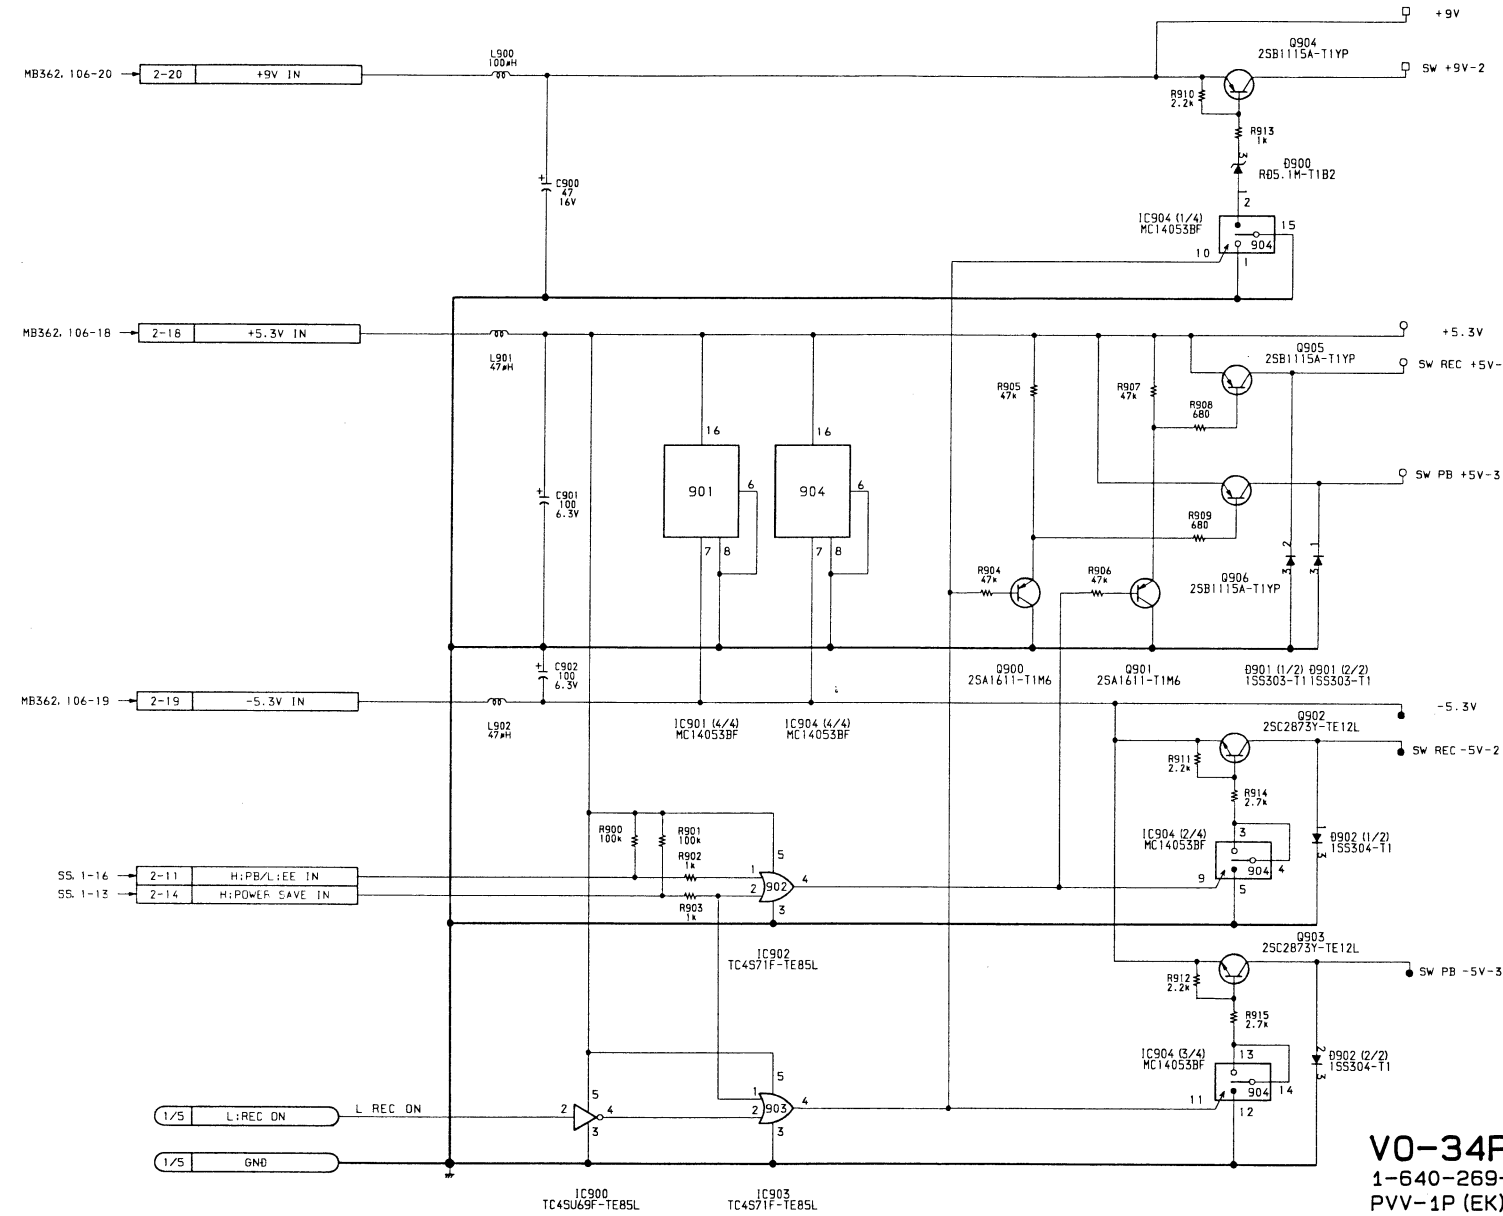 +9V
Q904
2SB1115A-T1YP
L900
100μH
MB362, 106-20
2-20
+9V IN
SW +9V-2
R910
2.2k
R913
1k
3
D900
RD5.1M-T1B2
C900
47
16V
1
2
IC904 (1/4)
MC14053BF
15
904
10
1
MB362, 106-18
2-18
+5.3V IN
+5.3V
L901
47μH
Q905
2SB1115A-T1YP
SW REC +5V-
R905
47k
R907
47k
R908
680
16
16
901
6
904
6
SW PB +5V-3
C901
100
6.3V
R909
680
7
8
7
8
2
1
R904
47k
R906
47k
Q906
2SB1115A-T1YP
3
3
C902
100
6.3V
Q900
2SA1611-T1M6
Q901
2SA1611-T1M6
D901 (1/2)
1SS303-T1
D901 (2/2)
1SS303-T1
MB362, 106-19
2-19
-5.3V IN
-5.3V
L902
47μH
IC901 (4/4)
MC14053BF
IC904 (4/4)
MC14053BF
Q902
2SC2873Y-TE12L
SW REC -5V-2
R911
2.2k
R914
2.7k
R900
100k
R901
100k
IC904 (2/4)
MC14053BF
3
1
D902 (1/2)
1SS304-T1
3
R902
1k
5
SS, 1-16
2-11
H:PB/L:EE IN
1
902
4
904
4
9
5
SS, 1-13
2-14
H:POWER SAVE IN
2
R903
1k
3
IC902
TC4S71F-TE85L
Q903
2SC2873Y-TE12L
SW PB -5V-3
R912
2.2k
R915
2.7k
IC904 (3/4)
MC14053BF
13
2
D902 (2/2)
1SS304-T1
3
5
5
1/5
L:REC ON
L REC ON
2
4
1
2
903
4
904
14
11
12
3
3
1/5
GND
IC900
TC4SU69F-TE85L
IC903
TC4S71F-TE85L
VO-34P
1-640-269-
PVV-1P (EK)